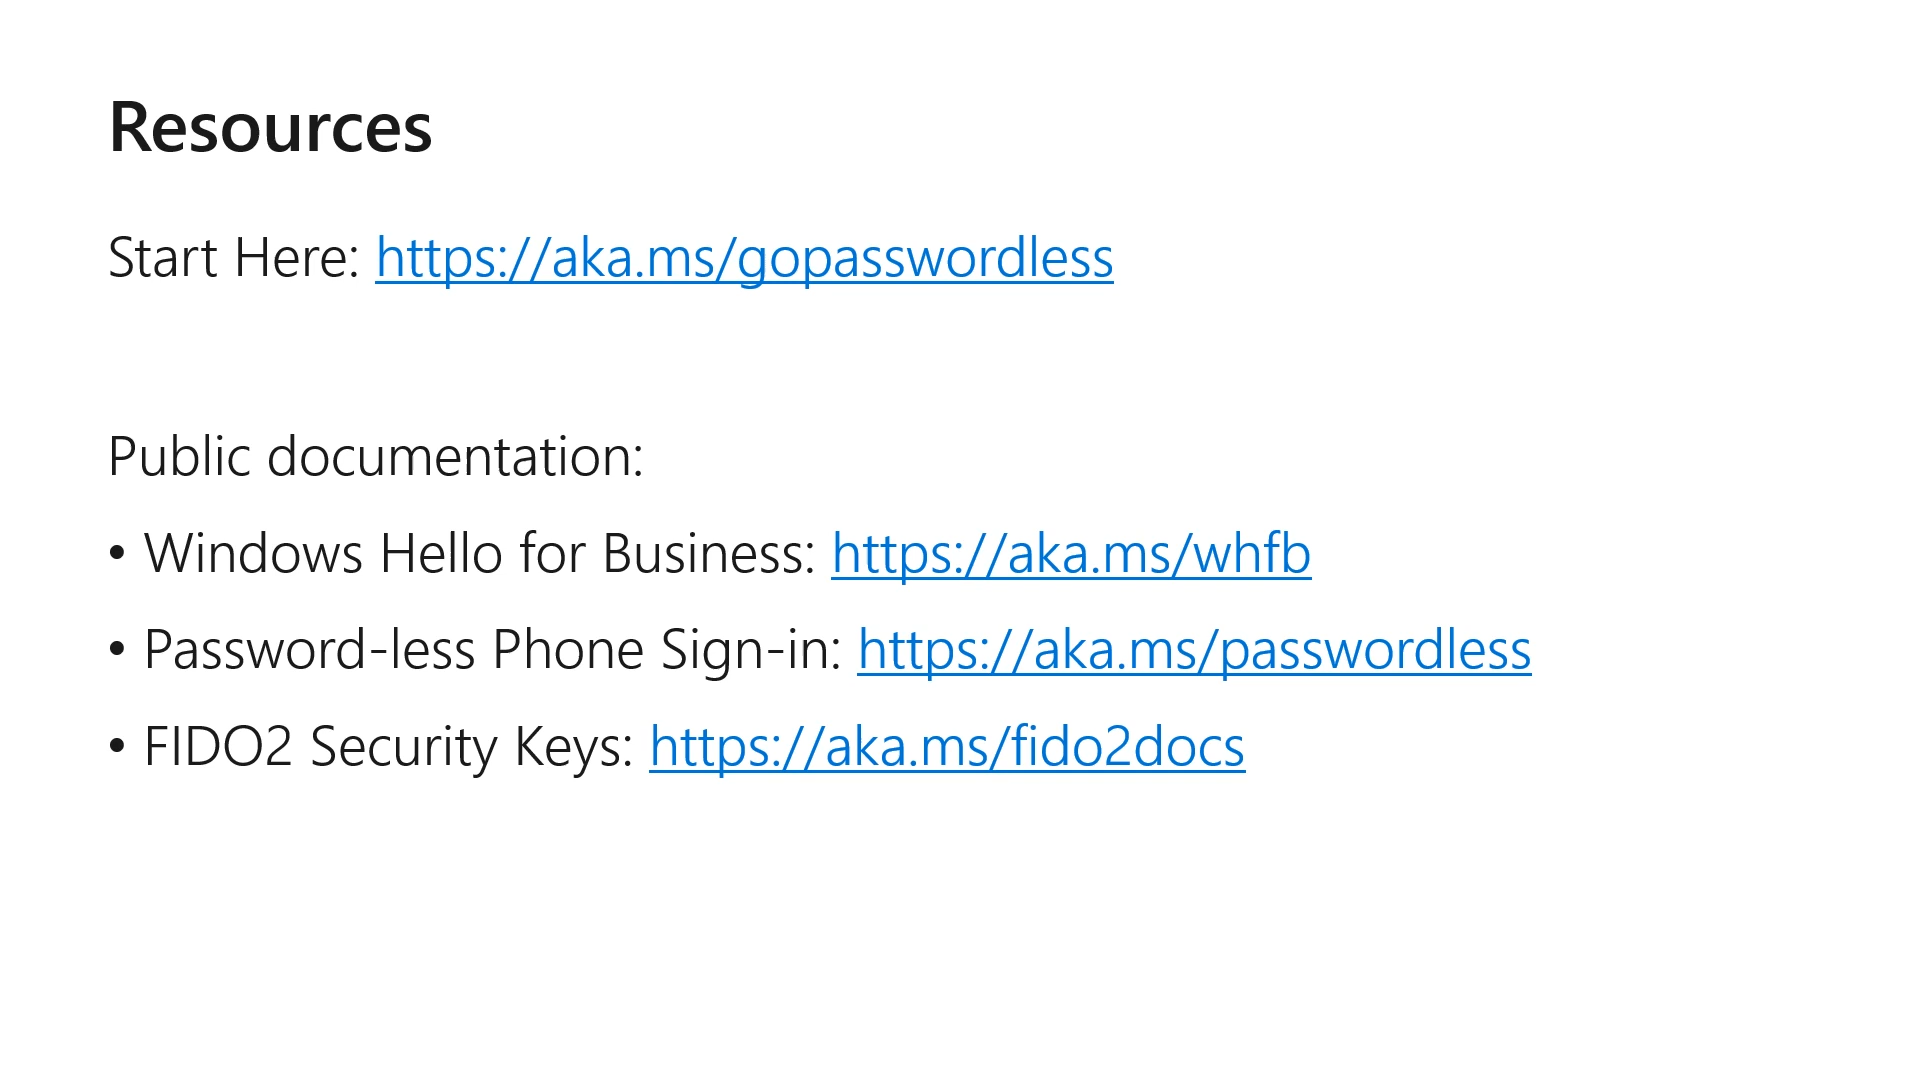 Resources
Start Here: https://aka.ms/gopasswordless
Public documentation:
• Windows Hello for Business: https://aka.ms/whfb
• Password-less Phone Sign-in: https://aka.ms/passwordless
• FIDO2 Security Keys: https://aka.ms/fido2docs